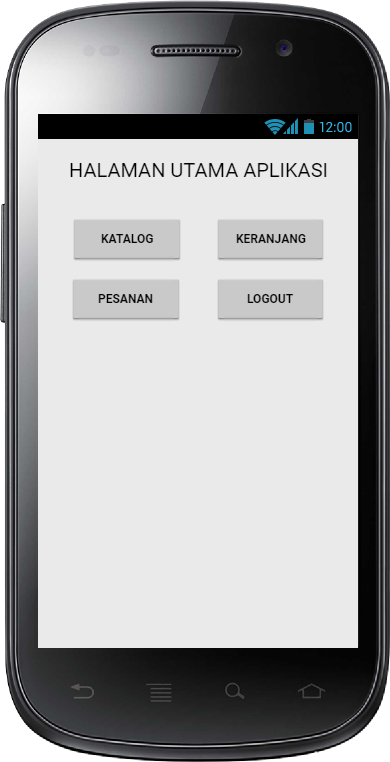 12:00
HALAMAN UTAMA APLIKASI
KATALOG KERANJANG
PESANAN LOGOUT